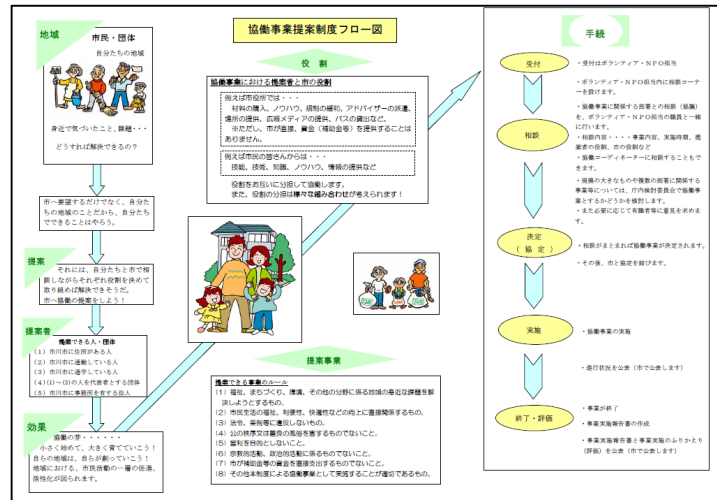 協働事業提案制度フロー図
地域
市民・団体
自分たちの地域
身近で気づいたこと、課題・・・
どうすれば解決できるの？
市へ要望するだけでなく、自分た
ちの地域のことだから、自分たち
でできることはやろう。
提案
それには、自分たちと市で相
談しながらそれぞれ役割を決めて
取り組めば解決できそうだ。
市へ協働の提案をしよう！
提案者
提案できる人・団体
（1）市川市に住所がある人
（2）市川市に通勤している人
（3）市川市に通学している人
（4）(1)～(3)の人を代表者とする団体
（5）市川市に事務所を有する法人
効果
協働の芽・・・・・・
小さく始めて、大きく育てていこう！
自らの地域は、自らが創っていこう！
地域における、市民活動の一層の促進、
活性化が図られます。
役割
協働事業における提案者と市の役割
例えば市役所では・・・
材料の購入、ノウハウ、規制の緩和、アドバイザーの派遣、
場所の提供、広報メディアの提供、バスの貸出など。
※ただし、市が直接、資金（補助金等）を提供することは
ありません。
例えば市民の皆さんからは・・・
技能、技術、知識、ノウハウ、情報の提供など
役割をお互いに分担して協働します。
また、役割の分担は様々な組み合わせが考えられます！
提案事業
提案できる事業のルール
（1）福祉、まちづくり、環境、その他の分野に係る地域の身近な課題を解
決しようとするもの。
（2）市民生活の福祉、利便性、快適性などの向上に直接関係するもの。
（3）法令、条例等に違反しないもの。
（4）公の秩序又は善良の風俗を害するものでないこと。
（5）営利を目的としないこと。
（6）宗教的活動、政治的活動に係るものでないこと。
（7）市が補助金等の資金を直接支出するものでないこと。
（8）その他本制度による協働事業として実施することが適切であるもの。
手続
受付
・受付はボランティア・NPO担当
・ボランティア・NPO担当内に相談コーナ
ーを設けます。
相談
・協働事業に関係する部署との相談（協議）
を、ボランティア・NPO担当の職員と一緒
に行います。
・相談内容・・・・事業内容、実施時期、提
案者の役割、市の役割など
・協働コーディネーターに相談することもで
きます。
・規模の大きなものや複数の部署に関係する
事業等については、庁内検討委員会で協働事
業とするかどうかを検討します。
・また必要に応じて有識者等に意見を求めま
す。
決定
（協定）
・相談がまとまれば協働事業が決定されます。
・その後、市と協定を結びます。
実施
・協働事業の実施
・進行状況を公表（市で公表します）
終了・評価
・事業が終了
・事業実施報告書の作成
・事業実施報告書と事業実施のふりかえり
（評価）を公表（市で公表します）